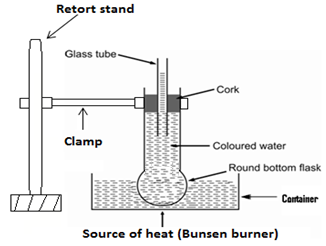 Retort stand
Glass tube
Cork
Clamp
Coloured water
Round bottom flask
Container
Source of heat (Bunsen burner)